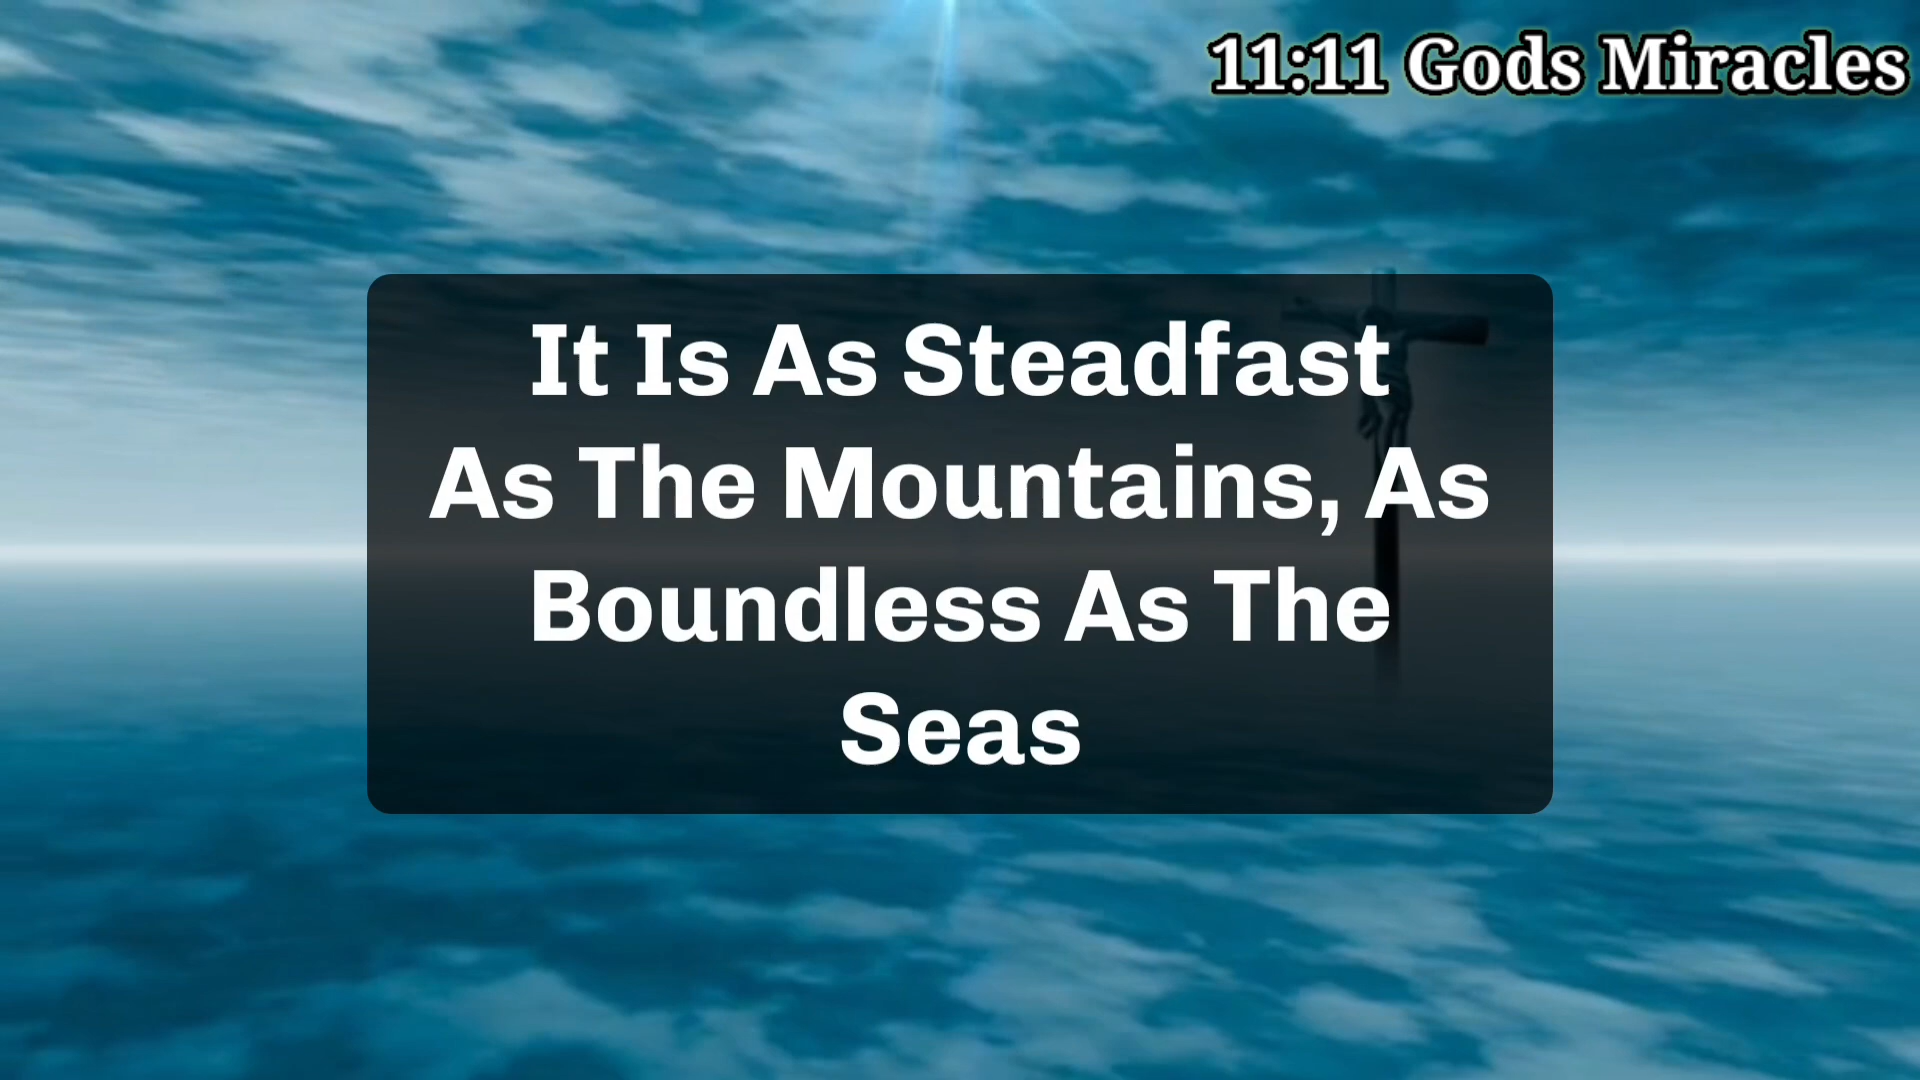 11:11 Gods Miracles
It Is As Steadfast
As The Mountains, As
Boundless As The
Seas